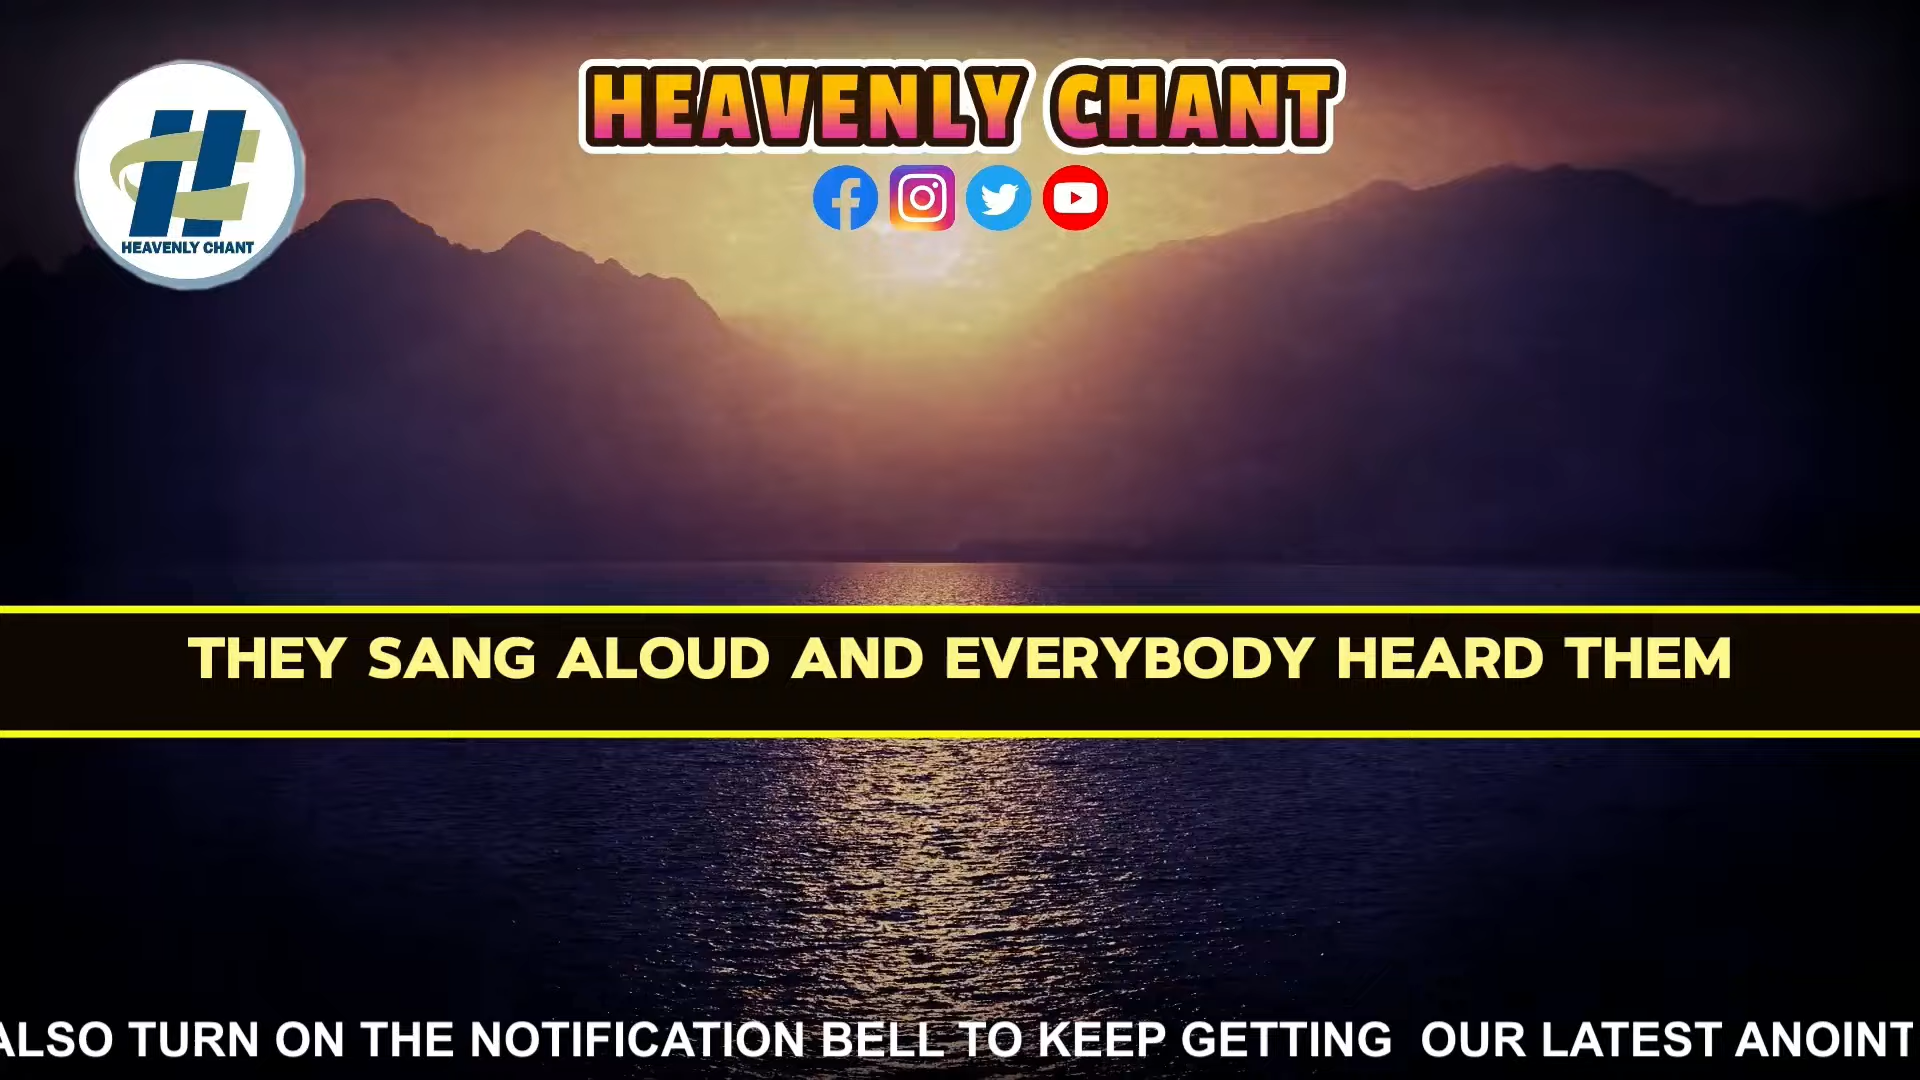 HEAVENLY CHANT
HEAVENLY CHANT
THEY SANG ALOUD AND EVERYBODY HEARD THEM
ALSO TURN ON THE NOTIFICATION BELL TO KEEP GETTING OUR LATEST ANOINT